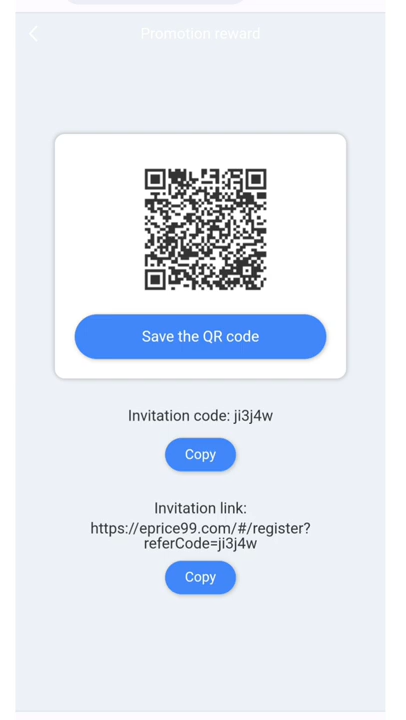 Promotion reward
Save the QR code
Invitation code: ji3j4w
Copy
Invitation link:
https://eprice99.com/#/register?
referCode=ji3j4w
Copy